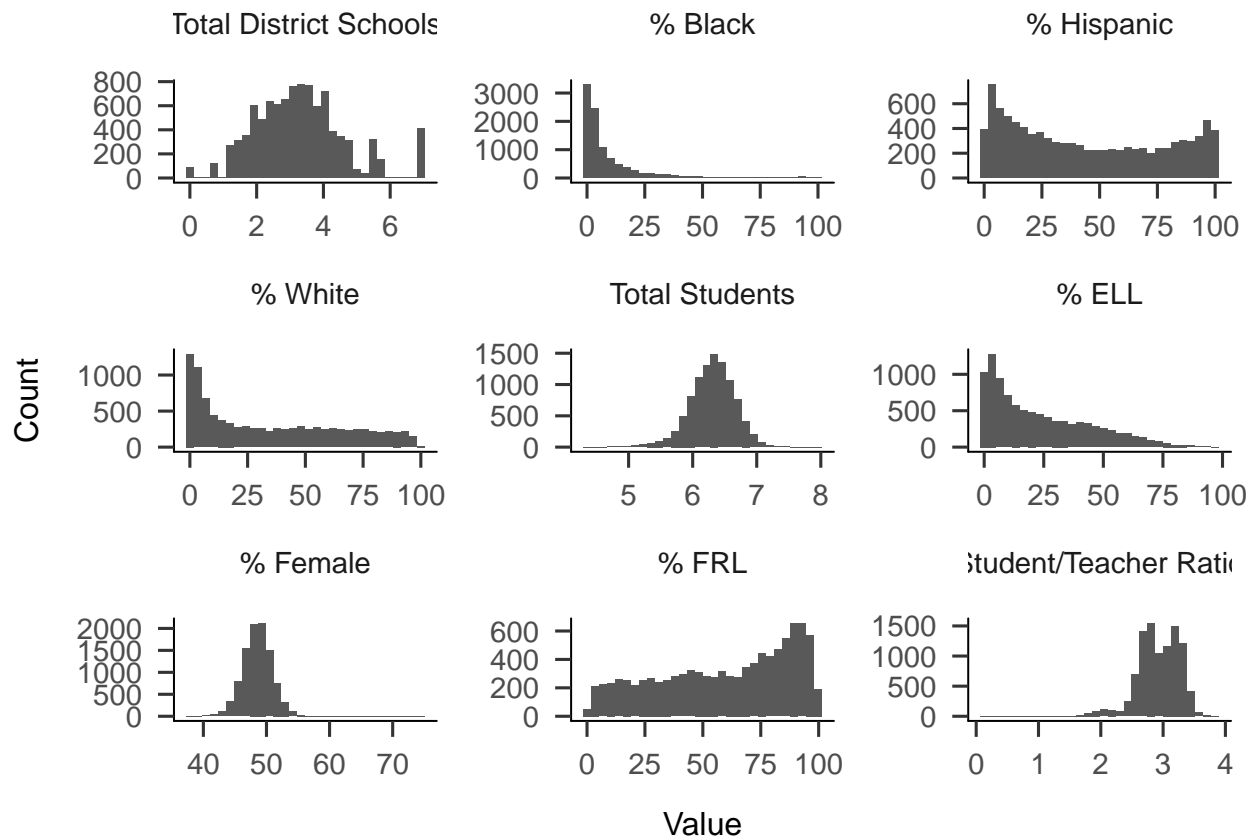 Total District Schools
% Black
% Hispanic
800
600
400
200
0
3000
2000
1000
0
600
400
200
0
0 2 4 6
0 25 50 75 100
0 25 50 75 100
% White
Total Students
% ELL
1000
500
0
1500
1000
500
0
1000
500
0
0 25 50 75 100
5 6 7 8
0 25 50 75 100
Count
% Female
% FRL
Student/Teacher Ratio
2000
1500
1000
500
0
600
400
200
0
1500
1000
500
0
40 50 60 70
0 25 50 75 100
0 1 2 3 4
Value